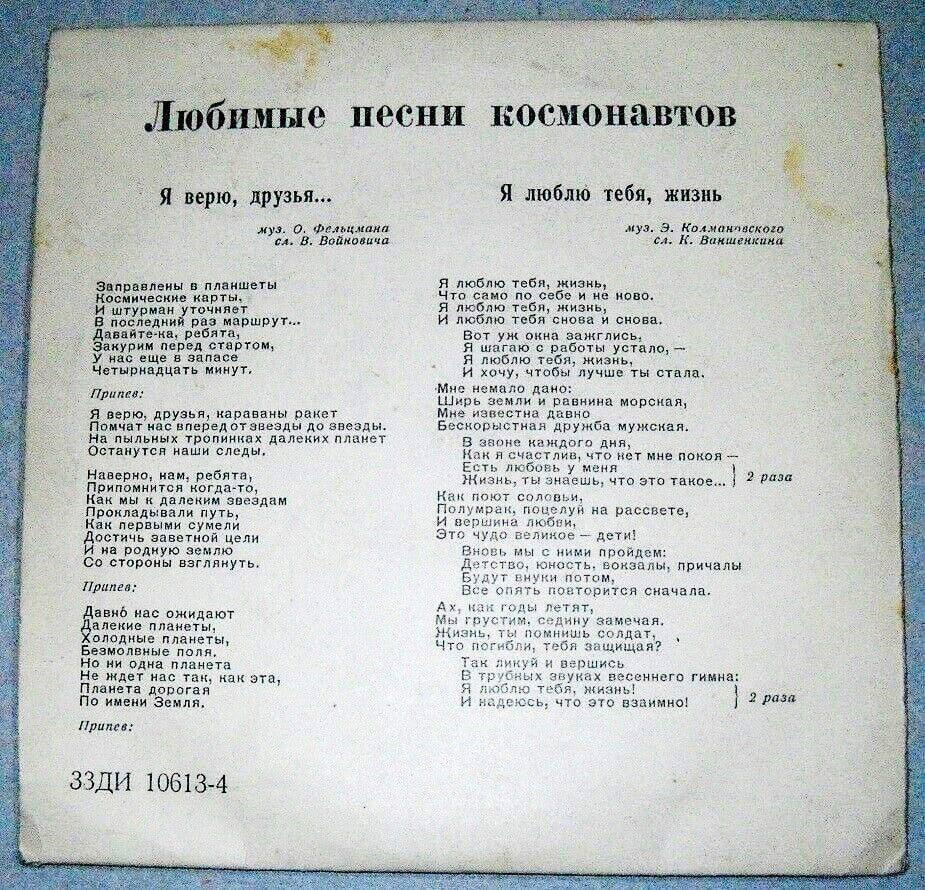 Любимые песни космонавтов
Я верю, друзья...
муз. О. Фельцмана
сл. В. Войновича
Заправлены в планшеты
Космические карты,
И штурман уточняет
В последний раз маршрут...
Давайте-ка, ребята,
Закурим перед стартом,
У нас еще в запасе
Четырнадцать минут.
Припев:
Я верю, друзья, караваны ракет
Помчат нас вперед от звезды до звезды.
На пыльных тропинках далеких планет
Останутся наши следы.
Наверно, нам, ребята,
Припомнится когда-то,
Как мы к далеким звездам
Прокладывали путь,
Как первыми сумели
Достичь заветной цели
И на родную землю
Со стороны взглянуть.
Припев:
Давно́ нас ожидают
Далекие планеты,
Холодные планеты,
Безмолвные поля.
Но ни одна планета
Не ждет нас так, как эта,
Планета дорогая
По имени Земля.
Припев:
ЗЗДИ 10613-4
Я люблю тебя, жизнь
муз. Э. Колмановского
сл. К. Ваншенкина
Я люблю тебя, жизнь,
Что само по себе и не ново.
Я люблю тебя, жизнь,
И люблю тебя снова и снова.
Вот уж окна зажглись,
Я шагаю с работы устало, —
Я люблю тебя, жизнь,
И хочу, чтобы лучше ты стала.
Мне немало дано:
Ширь земли и равнина морская,
Мне известна давно
Бескорыстная дружба мужская.
В звоне каждого дня,
Как я счастлив, что нет мне покоя —
Есть любовь у меня
Жизнь, ты знаешь, что это такое... 2 раза
Как поют соловьи,
Полумрак, поцелуй на рассвете,
И вершина любви,
Это чудо великое — дети!
Вновь мы с ними пройдем:
Детство, юность, вокзалы, причалы
Будут внуки потом,
Все опять повторится сначала.
Ах, как годы летят,
Мы грустим, седину замечая.
Жизнь, ты помнишь солдат,
Что погибли, тебя защищая?
Так ликуй и вершись
В трубных звуках весеннего гимна:
Я люблю тебя, жизнь!
И надеюсь, что это взаимно! 2 раза